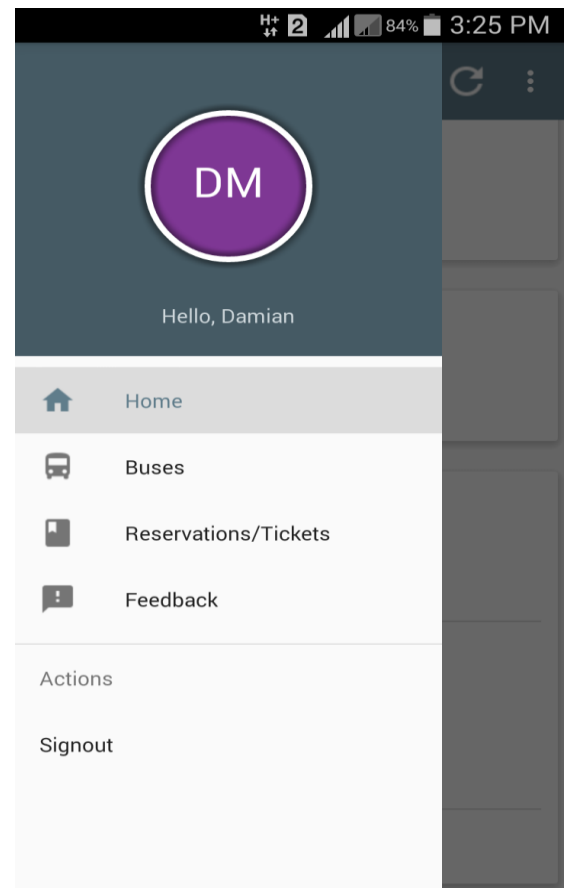 H+ 2 84% 3:25 PM
DM
Hello, Damian
Home
Buses
Reservations/Tickets
Feedback
Actions
Signout